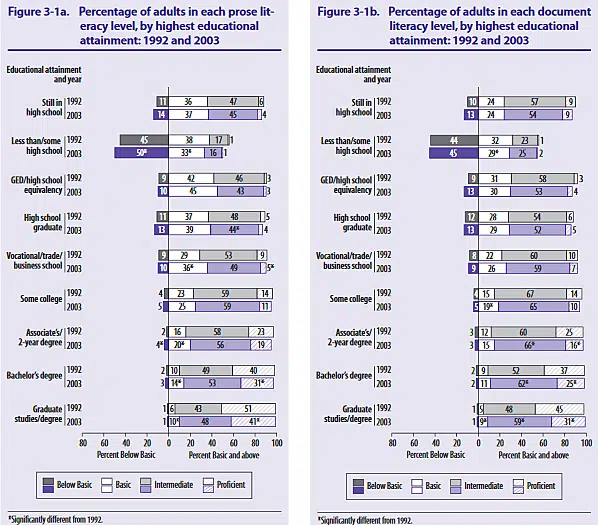 Figure 3-1a. Percentage of adults in each prose lit-
eracy level, by highest educational
attainment: 1992 and 2003
Educational attainment
and year
Still in
high school
1992 11 36 47 6
2003 14 37 45 4
Less than/some
high school
1992 45 38 17 1
2003 50* 33* 16 1
GED/high school
equivalency
1992 9 42 46 3
2003 10 45 43 3
High school
graduate
1992 11 37 48 5
2003 13 39 44* 4
Vocational/trade/
business school
1992 9 29 53 9
2003 10 36* 49 5*
Some college
1992 4 23 59 14
2003 5 25 59 11
Associate's/
2-year degree
1992 2 16 58 23
2003 4* 20* 56 19
Bachelor's degree
1992 2 10 49 40
2003 3 14* 53 31*
Graduate
studies/degree
1992 1 6 43 51
2003 1 10* 48 41*
80 60 40 20 0 20 40 60 80 100
Percent Below Basic Percent Basic and above
Below Basic Basic Intermediate Proficient
*Significantly different from 1992.
Figure 3-1b. Percentage of adults in each document
literacy level, by highest educational
attainment: 1992 and 2003
Educational attainment
and year
Still in
high school
1992 10 24 57 9
2003 13 24 54 9
Less than/some
high school
1992 44 32 23 1
2003 45 29* 25 2
GED/high school
equivalency
1992 9 31 58 3
2003 13 30 53 4
High school
graduate
1992 12 28 54 6
2003 13 29 52 5
Vocational/trade/
business school
1992 8 22 60 10
2003 9 26 59 7
Some college
1992 4 15 67 14
2003 5 19* 65 10
Associate's/
2-year degree
1992 3 12 60 25
2003 3 15 66* 16*
Bachelor's degree
1992 2 9 52 37
2003 2 11 62* 25*
Graduate
studies/degree
1992 1 5 48 45
2003 1 9* 59* 31*
80 60 40 20 0 20 40 60 80 100
Percent Below Basic Percent Basic and above
Below Basic Basic Intermediate Proficient
*Significantly different from 1992.